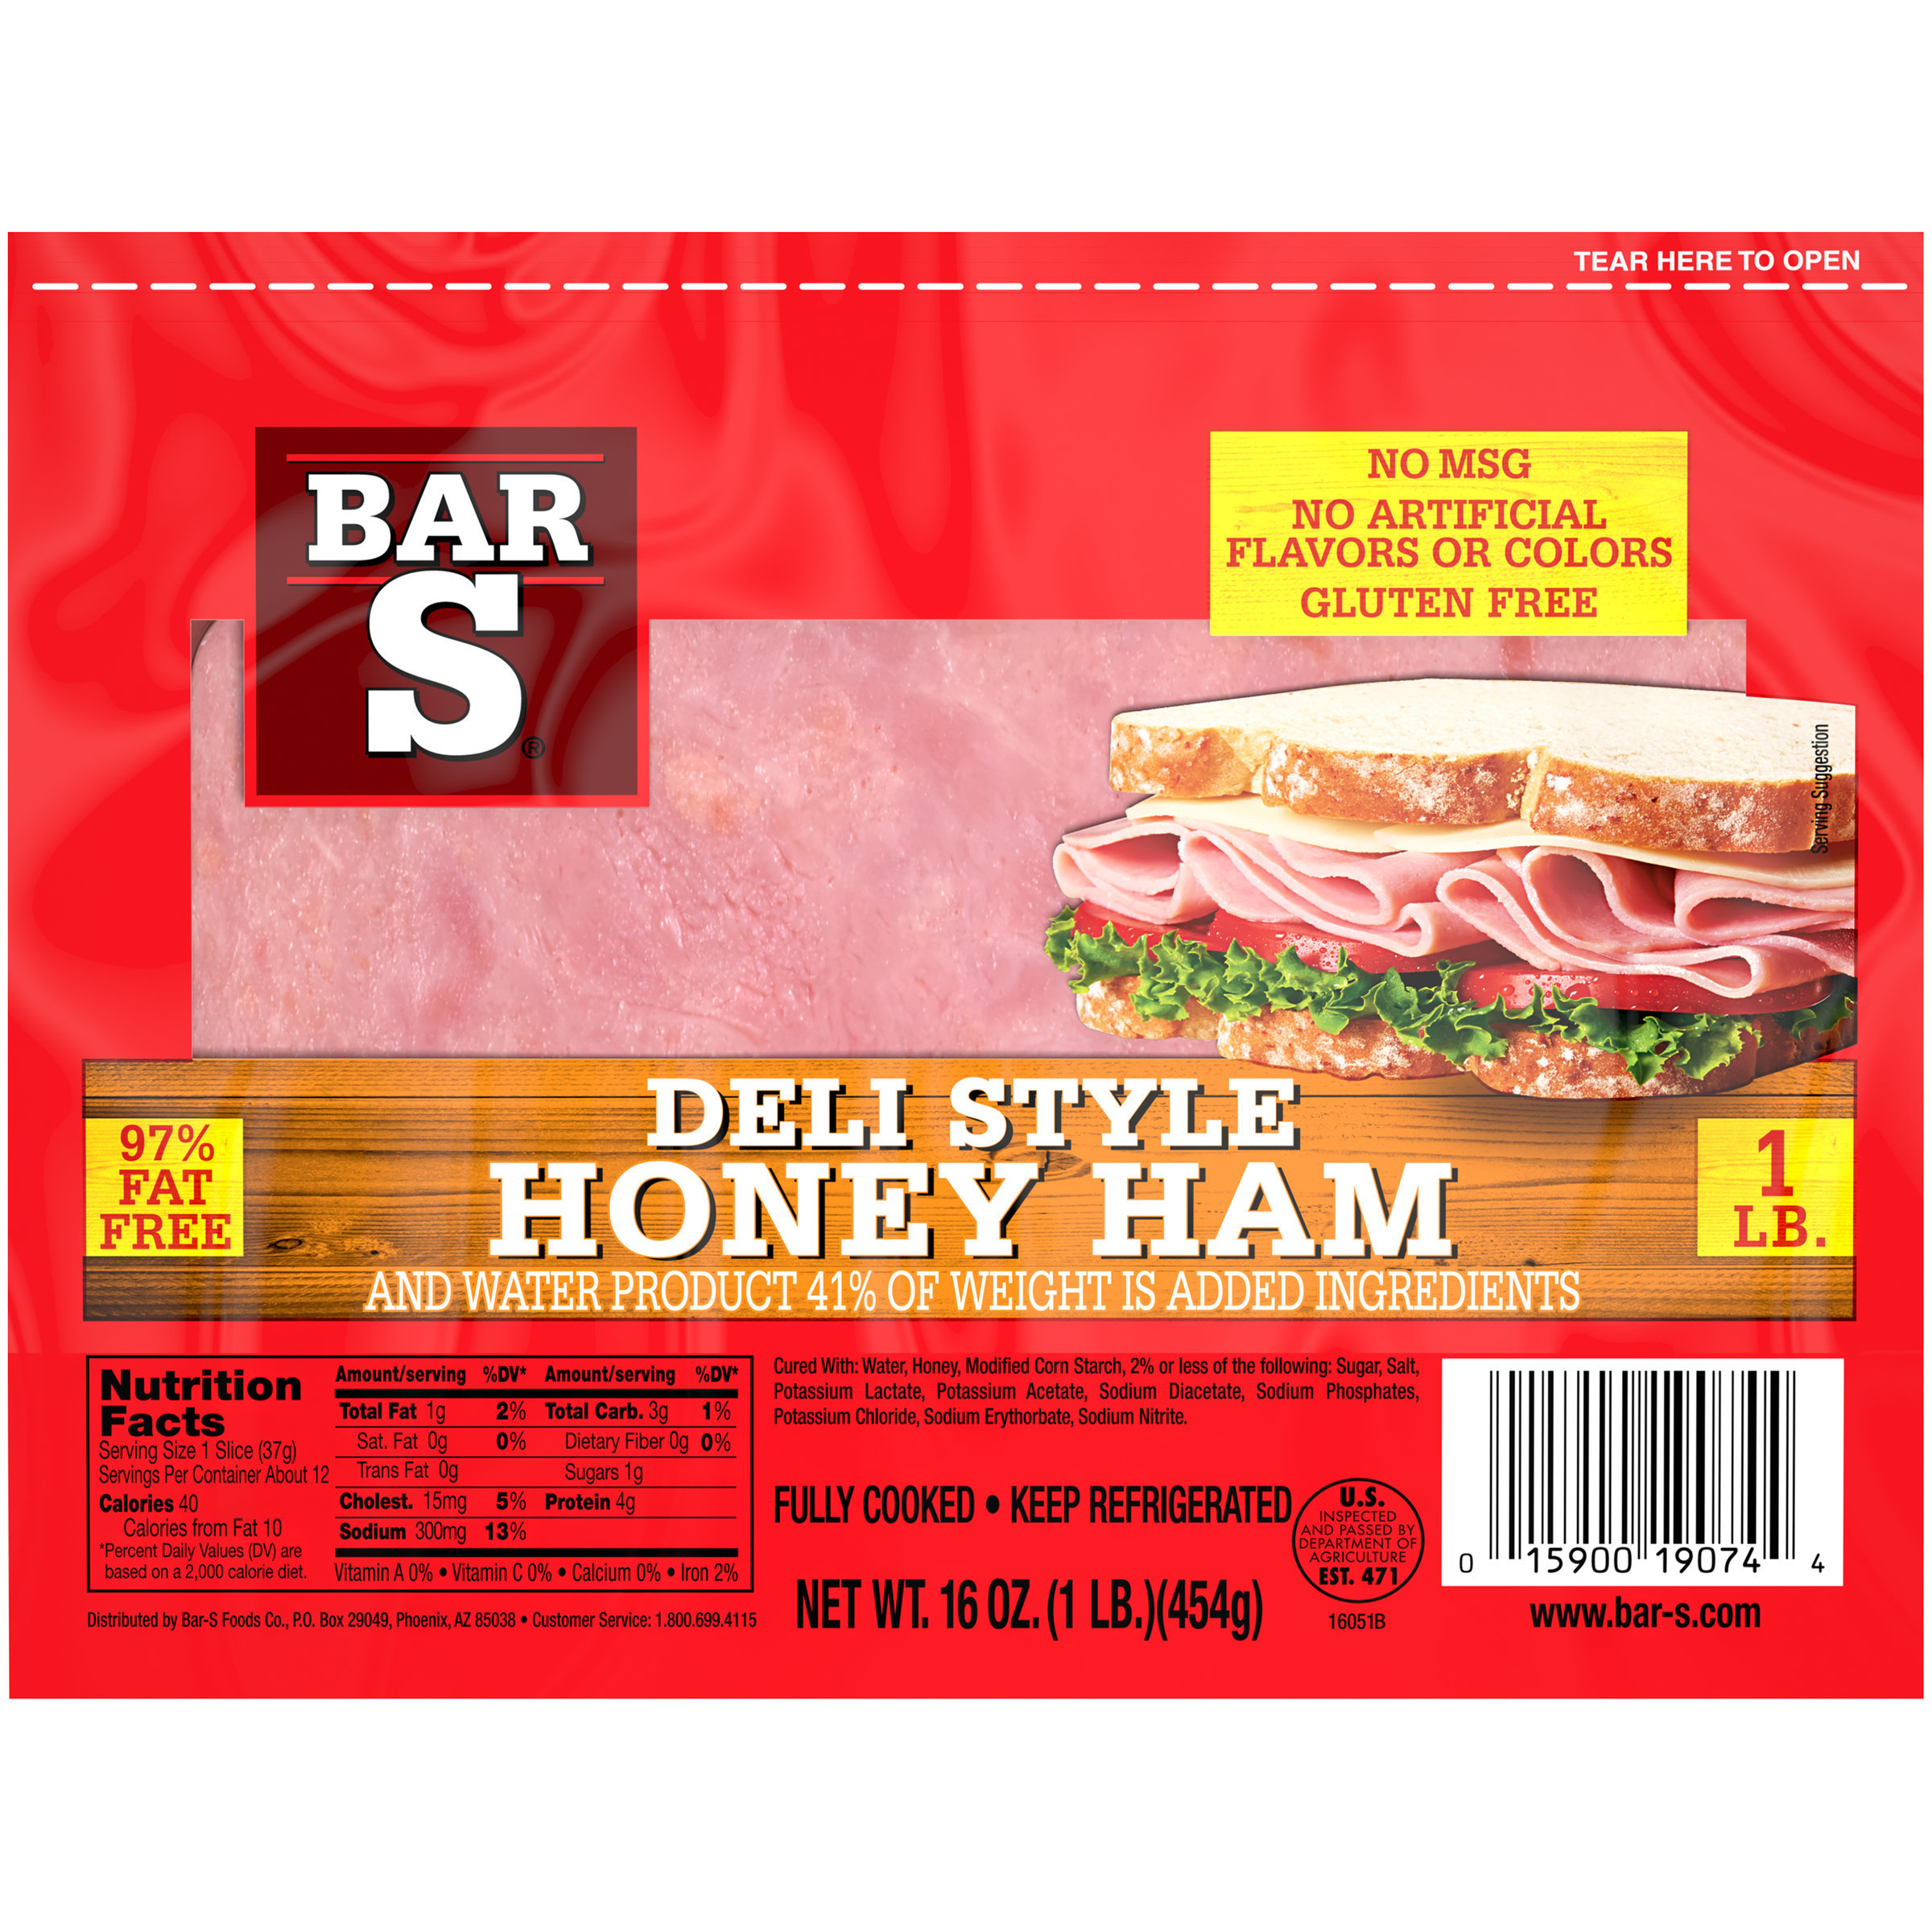 TEAR HERE TO OPEN
BAR
S®
NO MSG
NO ARTIFICIAL
FLAVORS OR COLORS
GLUTEN FREE
Serving Suggestion
97%
FAT
FREE
DELI STYLE
HONEY HAM
AND WATER PRODUCT 41% OF WEIGHT IS ADDED INGREDIENTS
1
LB.
Nutrition
Facts
Serving Size 1 Slice (37g)
Servings Per Container About 12
Calories 40
Calories from Fat 10
*Percent Daily Values (DV) are
based on a 2,000 calorie diet.
Amount/serving %DV* Amount/serving %DV*
Total Fat 1g 2% Total Carb. 3g 1%
Sat. Fat 0g 0% Dietary Fiber 0g 0%
Trans Fat 0g Sugars 1g
Cholest. 15mg 5% Protein 4g
Sodium 300mg 13%
Vitamin A 0% • Vitamin C 0% • Calcium 0% • Iron 2%
Distributed by Bar-S Foods Co., P.O. Box 29049, Phoenix, AZ 85038 • Customer Service: 1.800.699.4115
Cured With: Water, Honey, Modified Corn Starch, 2% or less of the following: Sugar, Salt,
Potassium Lactate, Potassium Acetate, Sodium Diacetate, Sodium Phosphates,
Potassium Chloride, Sodium Erythorbate, Sodium Nitrite.
FULLY COOKED • KEEP REFRIGERATED
NET WT. 16 OZ. (1 LB.)(454g)
U.S.
INSPECTED
AND PASSED BY
DEPARTMENT OF
AGRICULTURE
EST. 471
16051B
0 15900 19074 4
www.bar-s.com